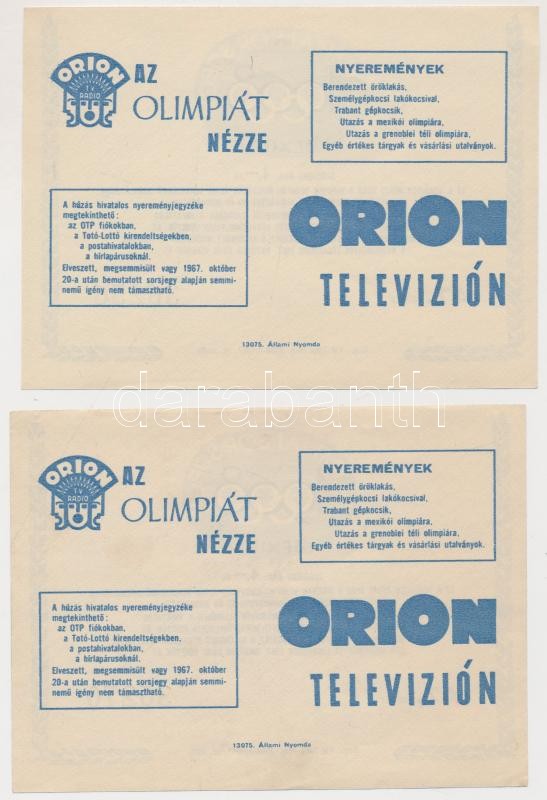 ORION
TV
RADIO
AZ
OLIMPIÁT
NÉZZE
NYEREMÉNYEK
Berendezett öröklakás,
Személygépkocsi lakókocsival,
Trabant gépkocsik,
Utazás a mexikói olimpiára,
Utazás a grenoblei téli olimpiára,
Egyéb értékes tárgyak és vásárlási utalványok.
A húzás hivatalos nyereményjegyzéke
megtekinthető:
az OTP fiókokban,
a Totó-Lottó kirendeltségekben,
a postahivatalokban,
a hírlapárusoknál.
Elveszett, megsemmisült vagy 1967. október
20-a után bemutatott sorsjegy alapján semmi-
nemű igény nem támasztható.
ORION
TELEVIZIÓN
13075. Állami Nyomda
darabanth
ORION
TV
RADIO
AZ
OLIMPIÁT
NÉZZE
NYEREMÉNYEK
Berendezett öröklakás,
Személygépkocsi lakókocsival,
Trabant gépkocsik,
Utazás a mexikói olimpiára,
Utazás a grenoblei téli olimpiára,
Egyéb értékes tárgyak és vásárlási utalványok.
A húzás hivatalos nyereményjegyzéke
megtekinthető:
az OTP fiókokban,
a Totó-Lottó kirendeltségekben,
a postahivatalokban,
a hírlapárusoknál.
Elveszett, megsemmisült vagy 1967. október
20-a után bemutatott sorsjegy alapján semmi-
nemű igény nem támasztható.
ORION
TELEVIZIÓN
13075. Állami Nyomda